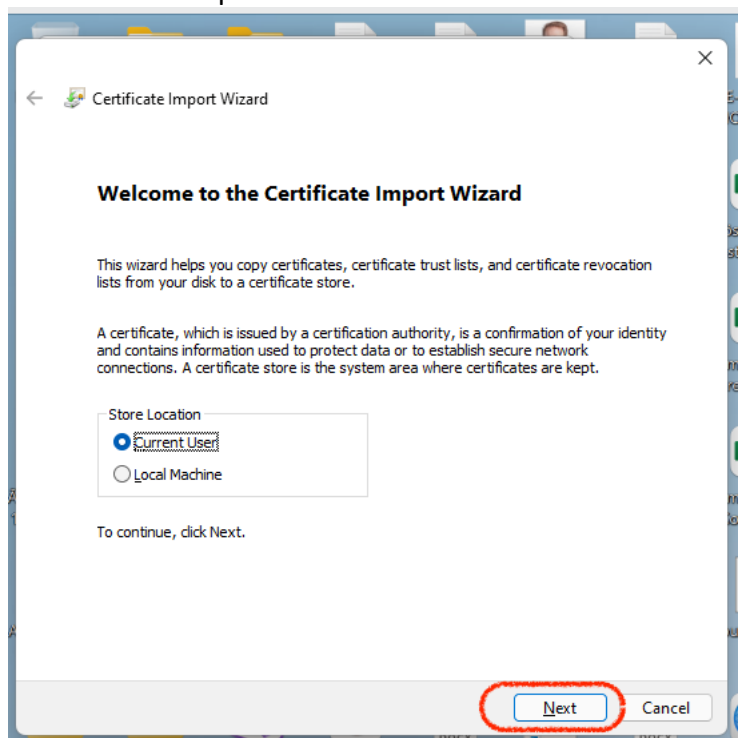 Certificate Import Wizard
Welcome to the Certificate Import Wizard
This wizard helps you copy certificates, certificate trust lists, and certificate revocation
lists from your disk to a certificate store.
A certificate, which is issued by a certification authority, is a confirmation of your identity
and contains information used to protect data or to establish secure network
connections. A certificate store is the system area where certificates are kept.
Store Location
Current User
Local Machine
To continue, click Next.
Next Cancel